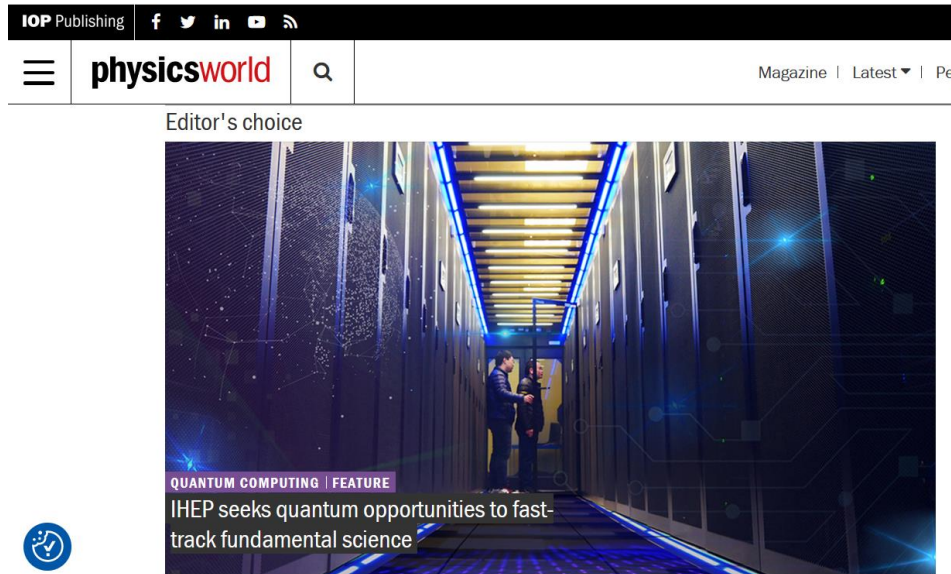 IOP Publishing
physicsworld
Magazine | Latest | Pe
Editor's choice
QUANTUM COMPUTING | FEATURE
IHEP seeks quantum opportunities to fast-
track fundamental science